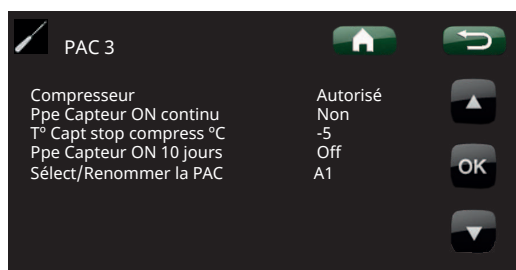 PAC 3
Compresseur Autorisé
Ppe Capteur ON continu Non
T° Capt stop compress °C -5
Ppe Capteur ON 10 jours Off
Sélect/Renommer la PAC A1
OK